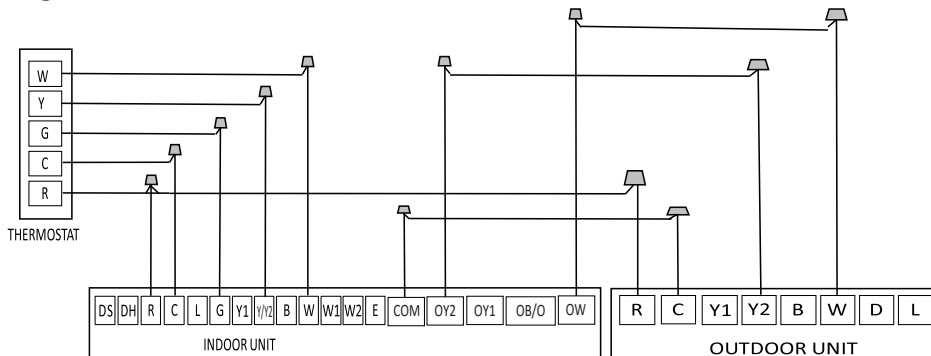 W
Y
G
C
R
THERMOSTAT
DS DH R C L G Y1 Y/Y2 B W W1 W2 E COM OY2 OY1 OB/O OW
INDOOR UNIT
R C Y1 Y2 B W D L
OUTDOOR UNIT